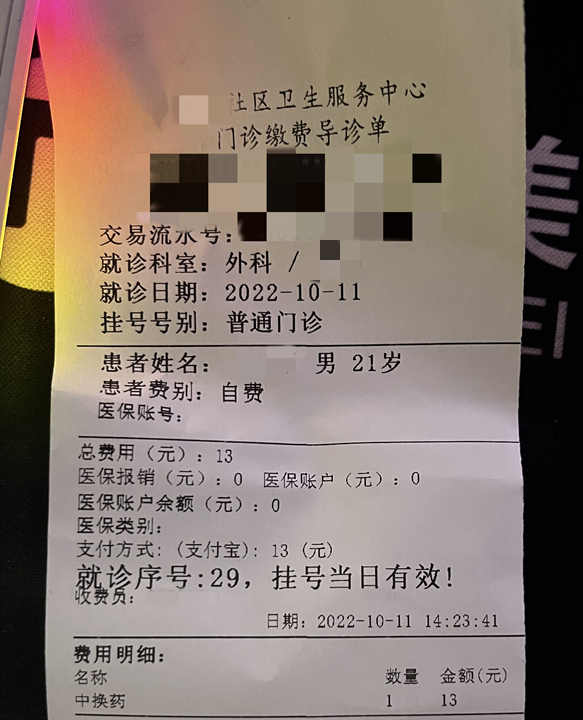 社区卫生服务中心
门诊缴费导诊单
交易流水号:
就诊科室: 外科 /
就诊日期: 2022-10-11
挂号号别: 普通门诊
患者姓名: 男 21岁
患者费别: 自费
医保账号:
总费用(元): 13
医保报销(元): 0 医保账户(元): 0
医保账户余额(元): 0
医保类别:
支付方式: (支付宝): 13 (元)
就诊序号:29, 挂号当日有效!
收费员:
日期: 2022-10-11 14:23:41
费用明细:
名称 数量 金额(元)
中换药 1 13